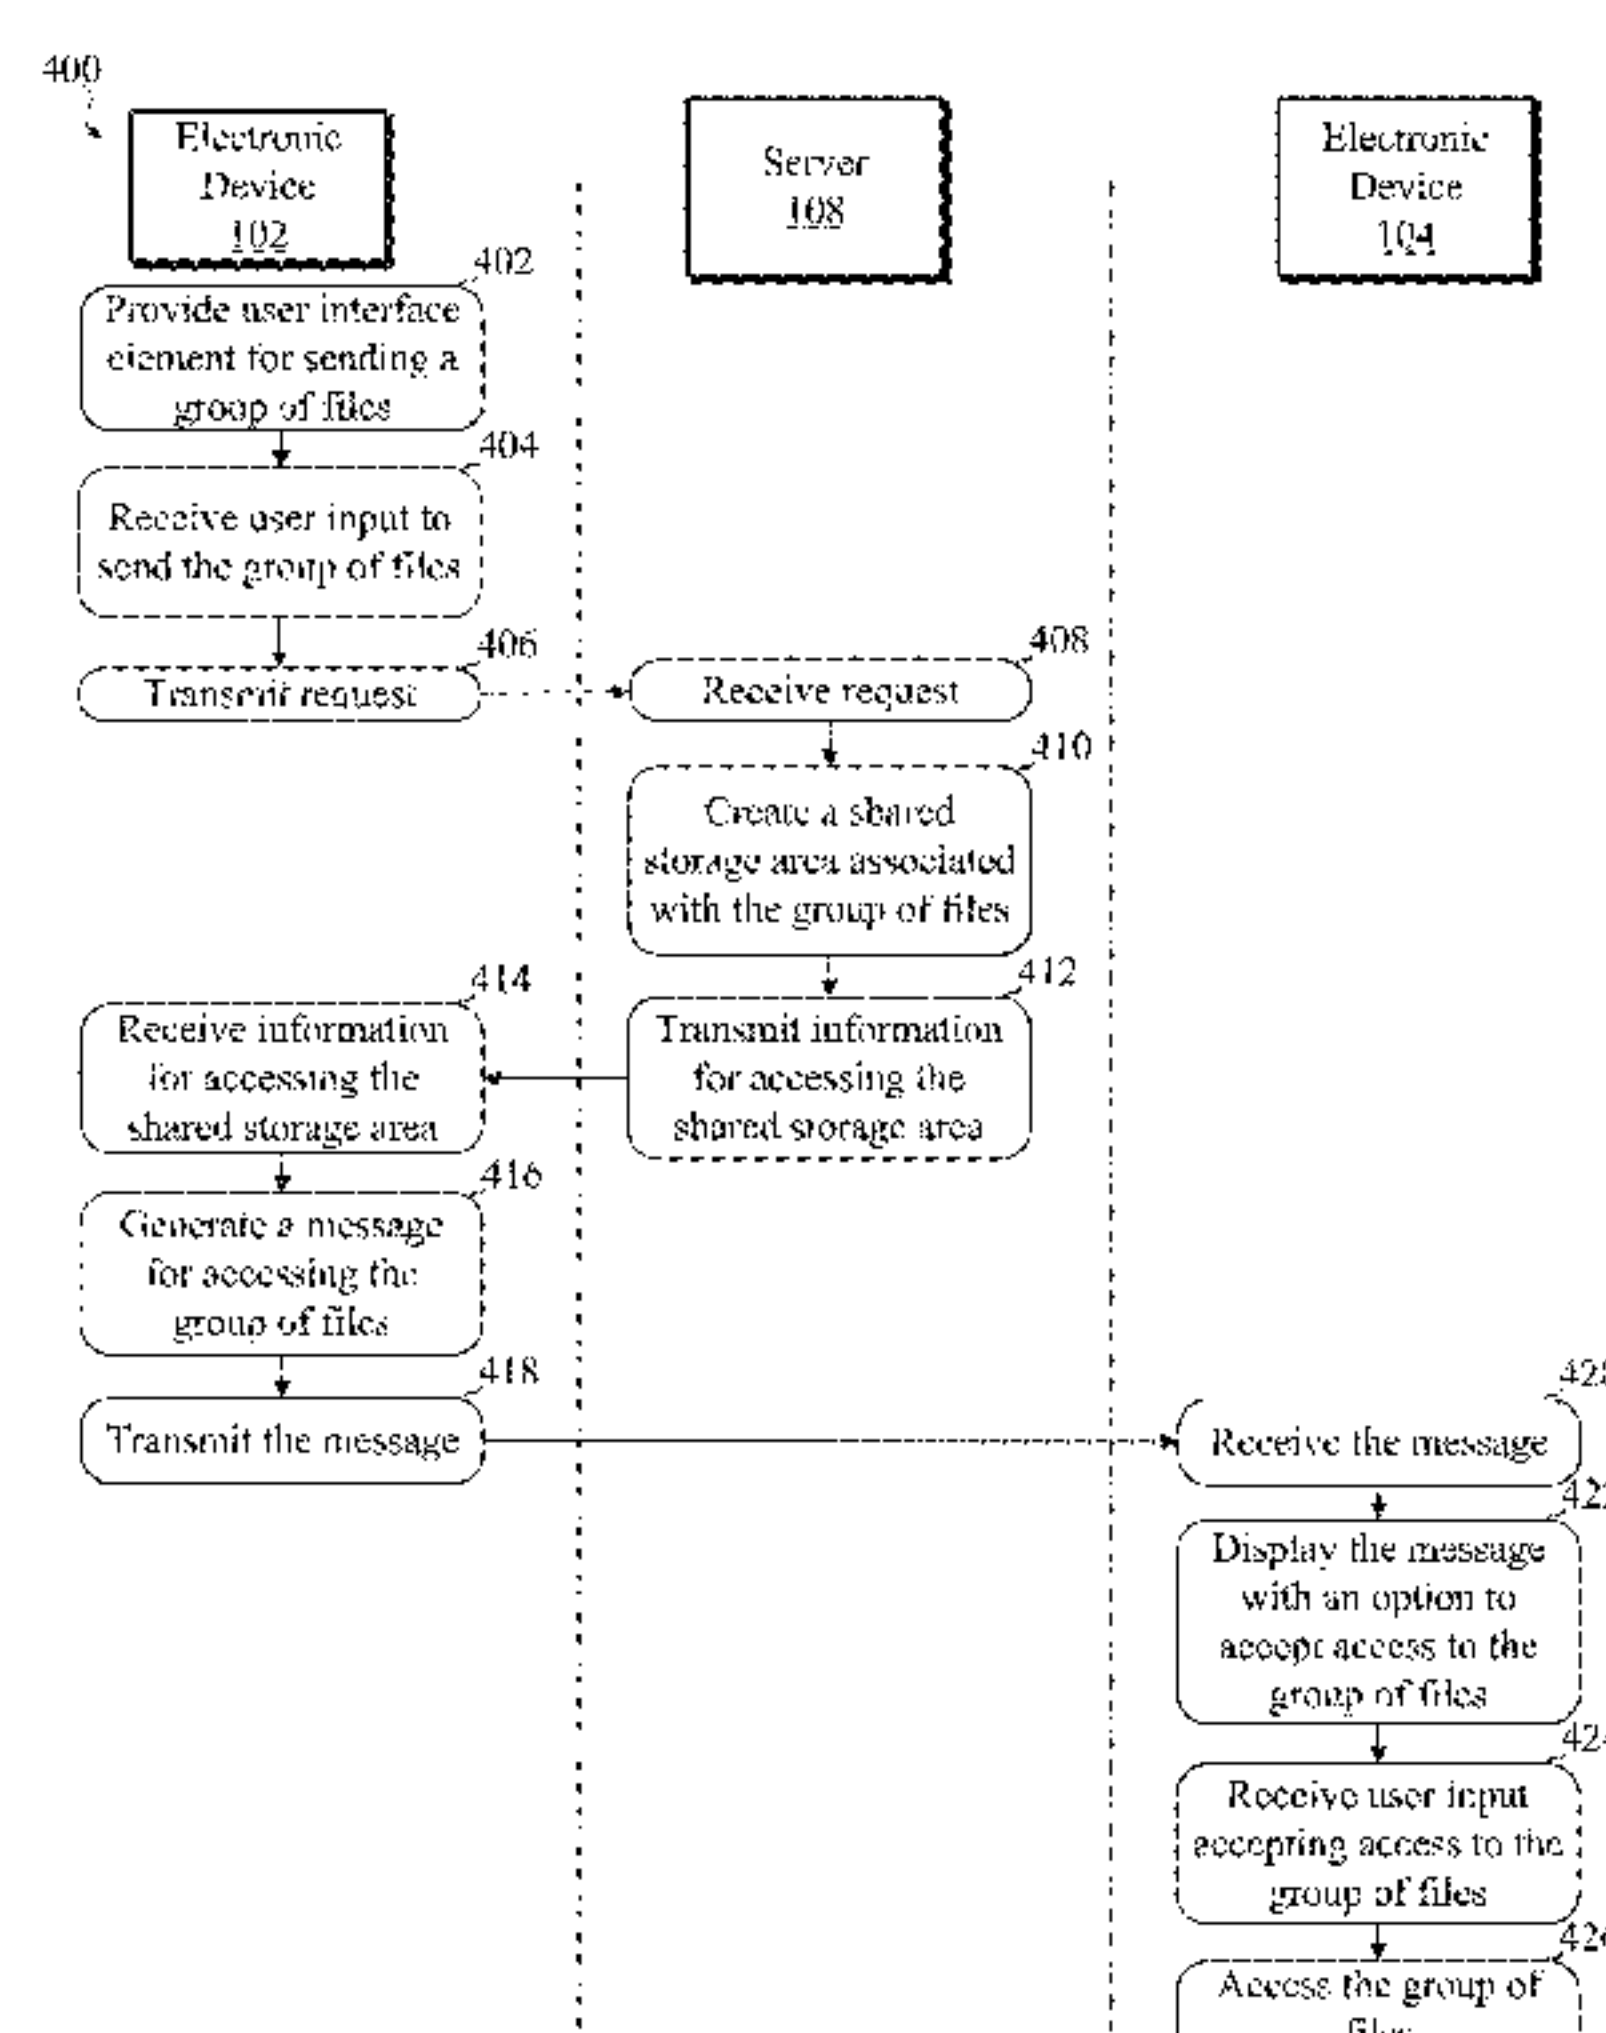 400
Electronic
Device
102
Server
108
Electronic
Device
104
402
Provide user interface
element for sending a
group of files
404
Receive user input to
send the group of files
406
Transmit request
408
Receive request
410
Create a shared
storage area associated
with the group of files
412
Transmit information
for accessing the
shared storage area
414
Receive information
for accessing the
shared storage area
416
Generate a message
for accessing the
group of files
418
Transmit the message
Receive the message
Display the message
with an option to
accept access to the
group of files
Receive user input
accepting access to the
group of files
Access the group of